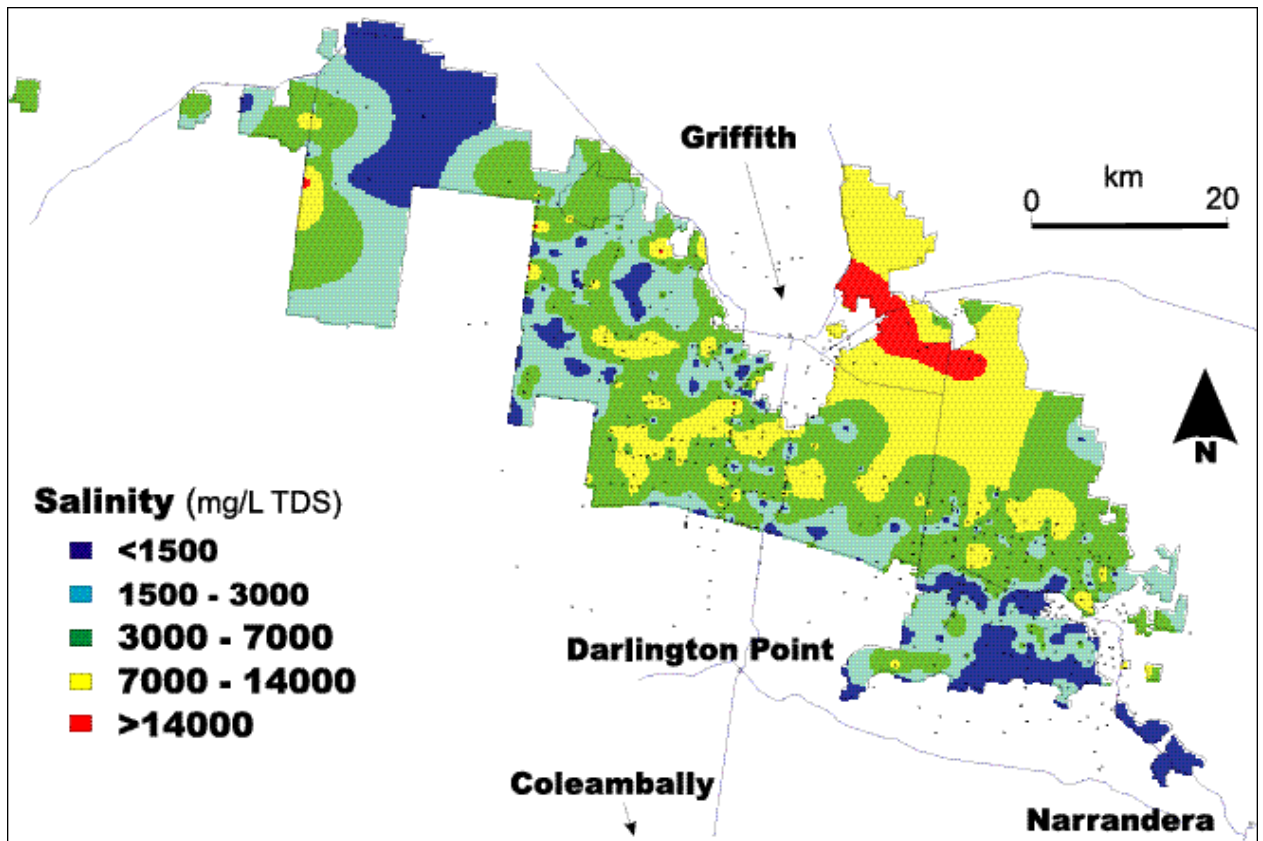 Griffith
km
0 20
N
Salinity (mg/L TDS)
<1500
1500 - 3000
3000 - 7000
7000 - 14000
>14000
Darlington Point
Coleambally
Narrandera